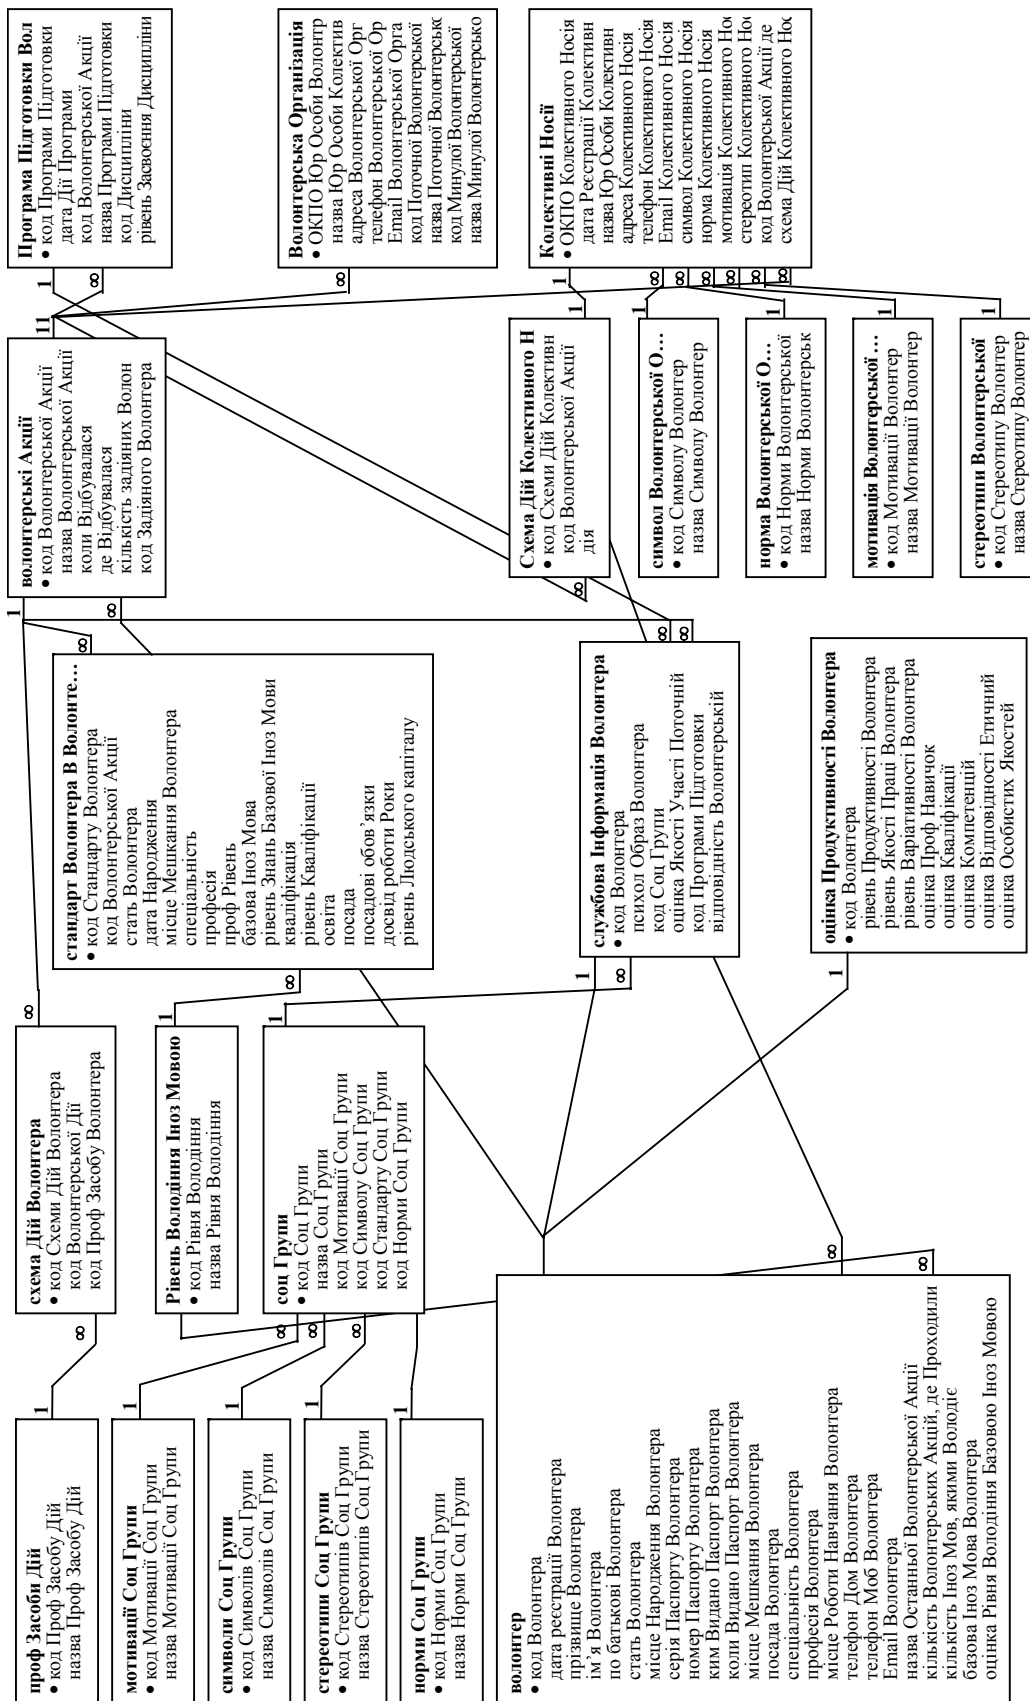 проф Засоби Дій
• код Проф Засобу Дій
назва Проф Засобу Дій
1
∞
мотивації Соц Групи
• код Мотивації Соц Групи
назва Мотивації Соц Групи
1
∞
символи Соц Групи
• код Символів Соц Групи
назва Символів Соц Групи
1
∞
стереотипи Соц Групи
• код Стереотипів Соц Групи
назва Стереотипів Соц Групи
1
∞
норми Соц Групи
• код Норми Соц Групи
назва Норми Соц Групи
1
волонтер
• код Волонтера
дата реєстрації Волонтера
прізвище Волонтера
ім’я Волонтера
по батькові Волонтера
стать Волонтера
місце Народження Волонтера
серія Паспорту Волонтера
номер Паспорту Волонтера
ким Видано Паспорт Волонтера
коли Видано Паспорт Волонтера
місце Мешкання Волонтера
посада Волонтера
спеціальність Волонтера
професія Волонтера
місце Роботи Навчання Волонтера
телефон Дом Волонтера
телефон Моб Волонтера
Email Волонтера
назва Останньої Волонтерської Акції
кількість Волонтерських Акцій, де Проходили
кількість Іноз Мов, якими Володіє
базова Іноз Мова Волонтера
оцінка Рівня Володіння Базовою Іноз Мовою
∞
∞
схема Дій Волонтера
• код Схеми Дій Волонтера
код Волонтерської Дії
код Проф Засобу Волонтера
∞
Рівень Володіння Іноз Мовою
• код Рівня Володіння
назва Рівня Володіння
1
∞
соц Групи
• код Соц Групи
назва Соц Групи
код Мотивації Соц Групи
код Символу Соц Групи
код Стандарту Соц Групи
код Норми Соц Групи
1
стандарт Волонтера В Волонте…
• код Стандарту Волонтера
код Волонтерської Акції
стать Волонтера
дата Народження
місце Мешкання Волонтера
спеціальність
професія
проф Рівень
базова Іноз Мова
рівень Знань Базової Іноз Мови
кваліфікація
рівень Кваліфікації
освіта
посада
посадові обов’язки
досвід роботи Роки
рівень Людського капіталу
∞
службова Інформація Волонтера
• код Волонтера
психол Образ Волонтера
код Соц Групи
оцінка Якості Участі Поточній
код Програми Підготовки
відповідність Волонтерській
1
∞
∞
∞
оцінка Продуктивності Волонтера
• код Волонтера
рівень Продуктивності Волонтера
рівень Якості Праці Волонтера
рівень Варіативності Волонтера
оцінка Проф Навичок
оцінка Кваліфікації
оцінка Компетенцій
оцінка Відповідності Етичний
оцінка Особистих Якостей
1
волонтерські Акції
• код Волонтерської Акції
назва Волонтерської Акції
коли Відбувалася
де Відбувалася
кількість задіяних Волон
код Задіяного Волонтера
1
∞
11
Схема Дій Колективного Н
• код Схеми Дій Колективн
код Волонтерської Акції
дія
∞
1
символ Волонтерської О…
• код Символу Волонтер
назва Символу Волонтер
1
норма Волонтерської О…
• код Норми Волонтерської
назва Норми Волонтерськ
1
мотивація Волонтерської …
• код Мотивації Волонтер
назва Мотивації Волонтер
1
стереотипи Волонтерської
• код Стереотипу Волонтер
назва Стереотипу Волонтер
1
Програма Підготовки Вол
• код Програми Підготовки
дата Дії Програми
код Волонтерської Акції
назва Програми Підготовки
код Дисципліни
рівень Засвоєння Дисципліни
1
∞
Волонтерська Організація
• ОКПО Юр Особи Волонтр
назва Юр Особи Колектив
адреса Волонтерської Орг
телефон Волонтерської Ор
Email Волонтерської Орга
код Поточної Волонтерської
назва Поточної Волонтерськ
код Минулої Волонтерської
назва Минулої Волонтерсько
∞
Колективні Носії
• ОКПО Колективного Носія
дата Реєстрації Колективн
назва Юр Особи Колективн
адреса Колективного Носія
телефон Колективного Носія
Email Колективного Носія
символ Колективного Носія
норма Колективного Носія
мотивація Колективного Нос
стереотип Колективного Нос
код Волонтерської Акції де
схема Дій Колективного Нос
1
∞
∞
∞
∞
∞
∞